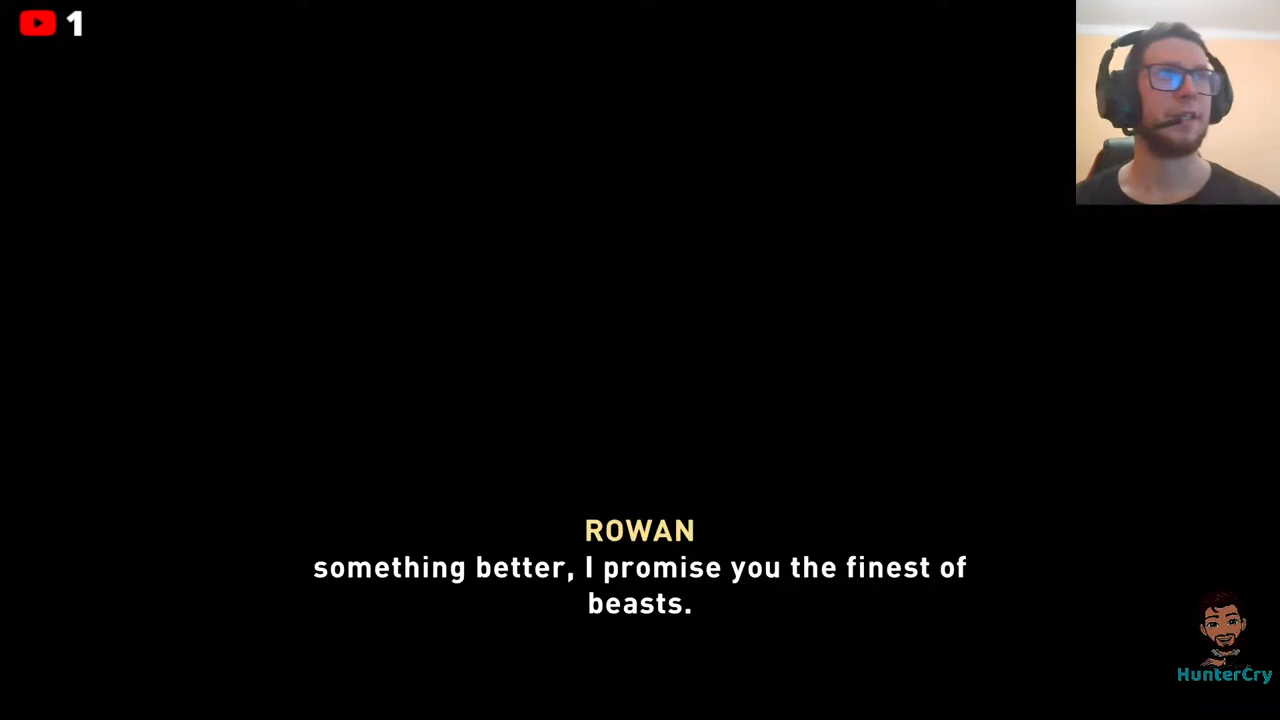 1
ROWAN
something better, I promise you the finest of
beasts.
HunterCry